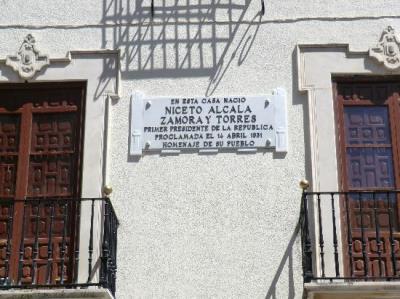 EN ESTA CASA NACIO
NICETO ALCALA
ZAMORA Y TORRES
PRIMER PRESIDENTE DE LA REPUBLICA
PROCLAMADA EL 14 ABRIL 1931
HOMENAJE DE SU PUEBLO